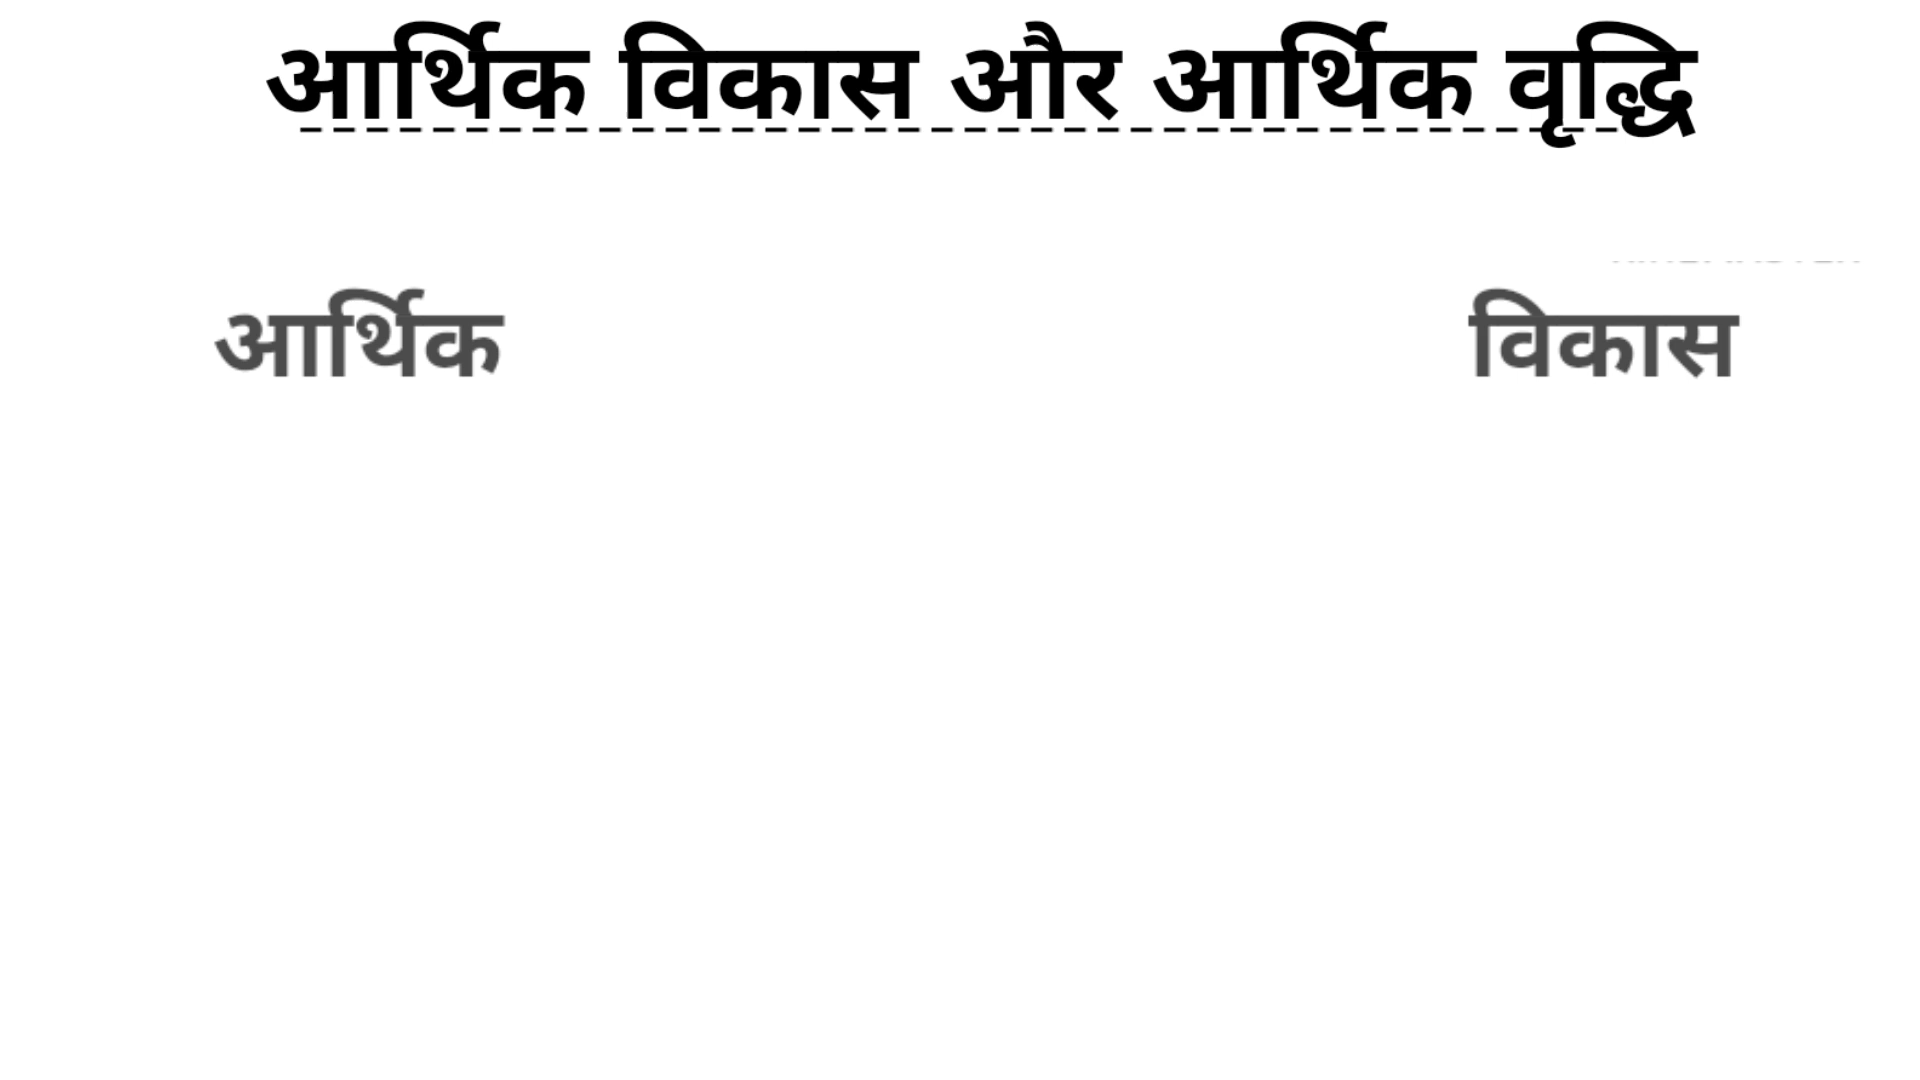 आर्थिक विकास और आर्थिक वृद्धि
आर्थिक विकास